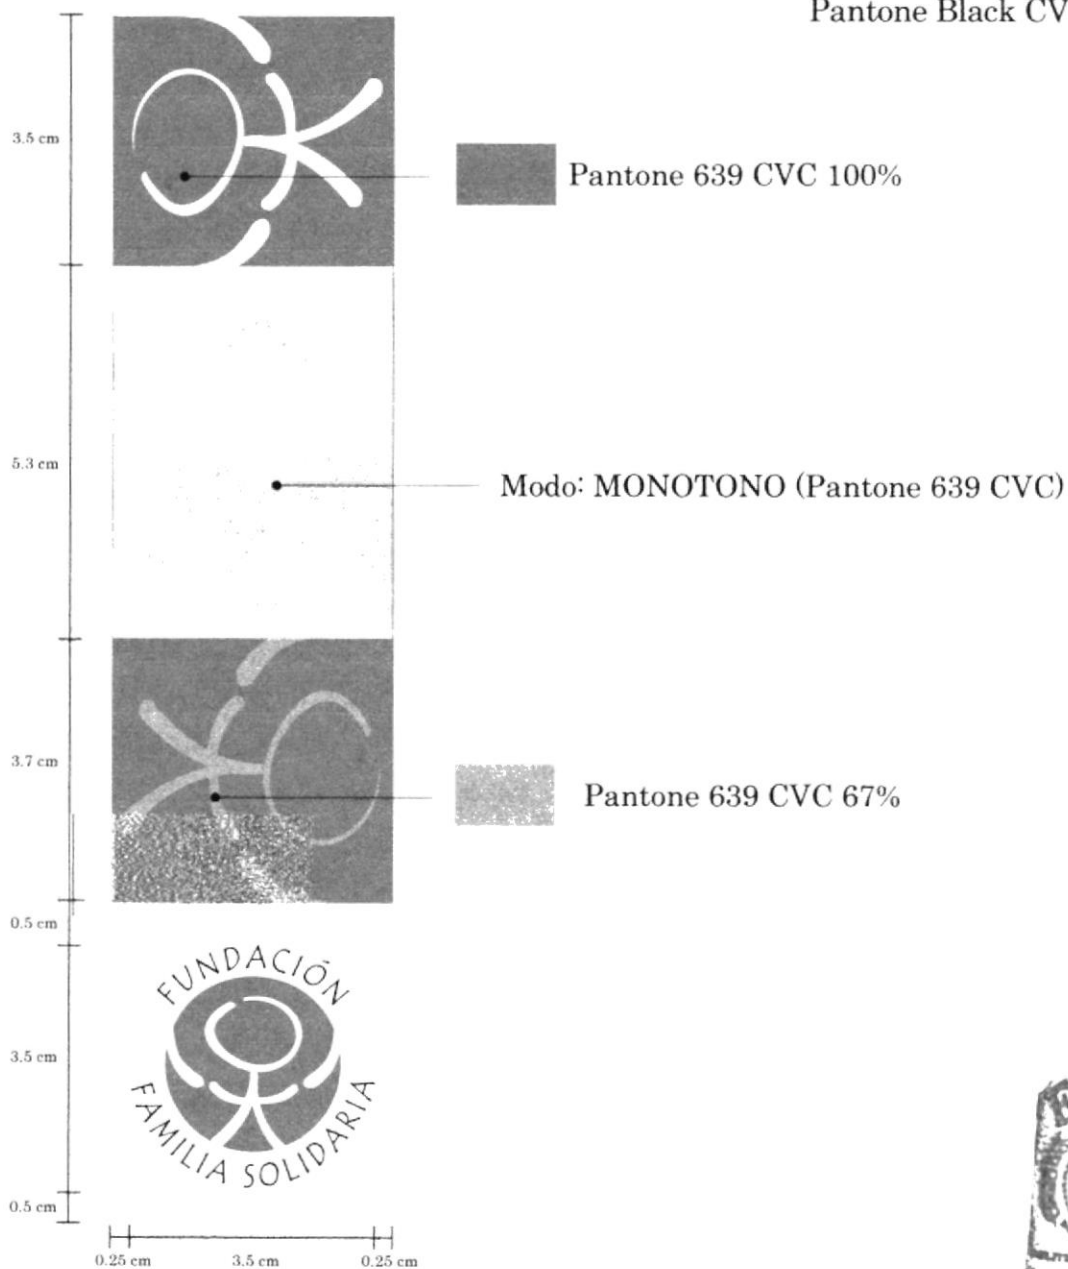 Pantone Black CV
3.5 cm
Pantone 639 CVC 100%
5.3 cm
Modo: MONOTONO (Pantone 639 CVC)
3.7 cm
Pantone 639 CVC 67%
0.5 cm
FUNDACIÓN
3.5 cm
FAMILIA SOLIDARIA
0.5 cm
0.25 cm
3.5 cm
0.25 cm